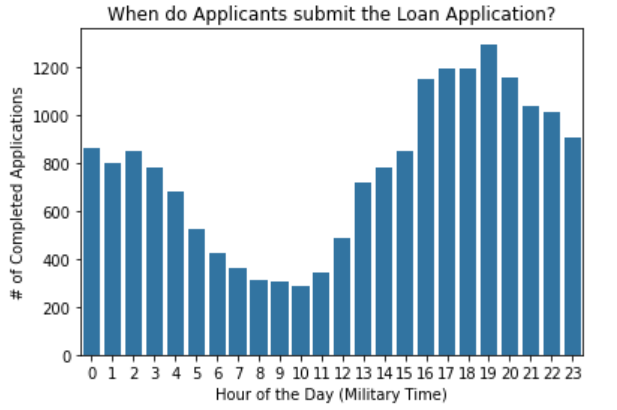 When do Applicants submit the Loan Application?
# of Completed Applications
1200
1000
800
600
400
200
0
0 1 2 3 4 5 6 7 8 9 10 11 12 13 14 15 16 17 18 19 20 21 22 23
Hour of the Day (Military Time)